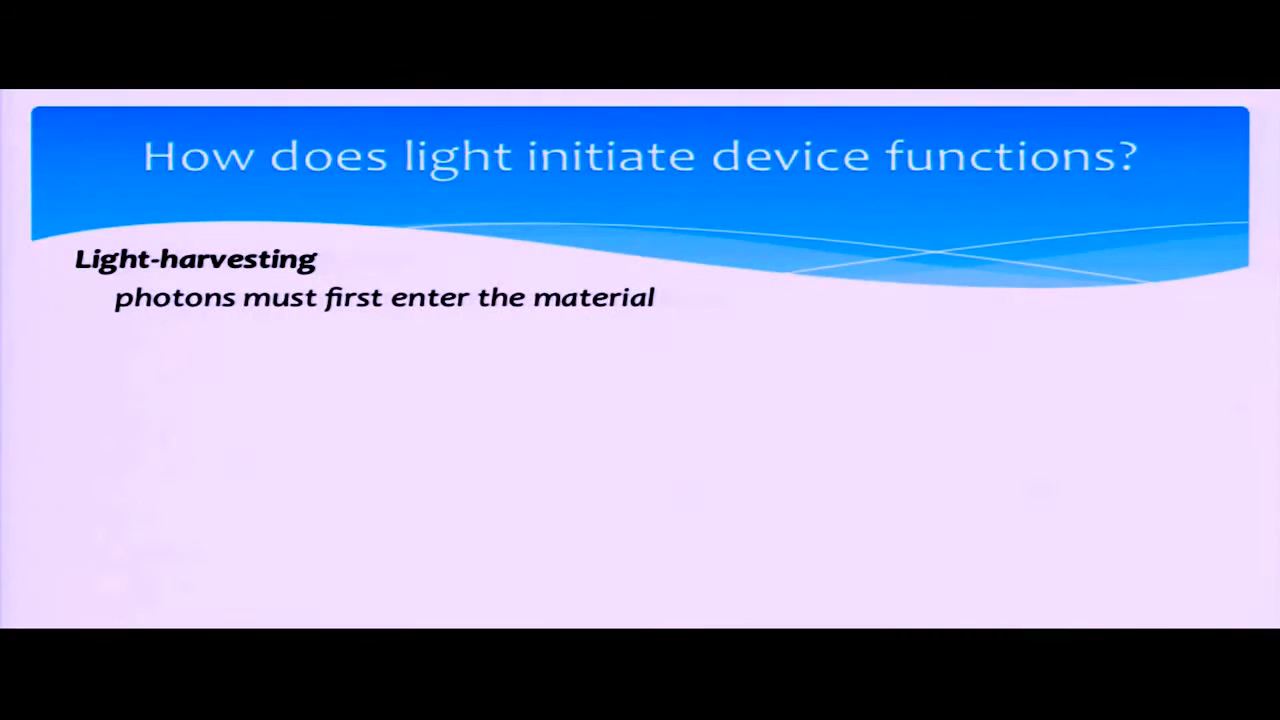 How does light initiate device functions?
Light-harvesting
photons must first enter the material